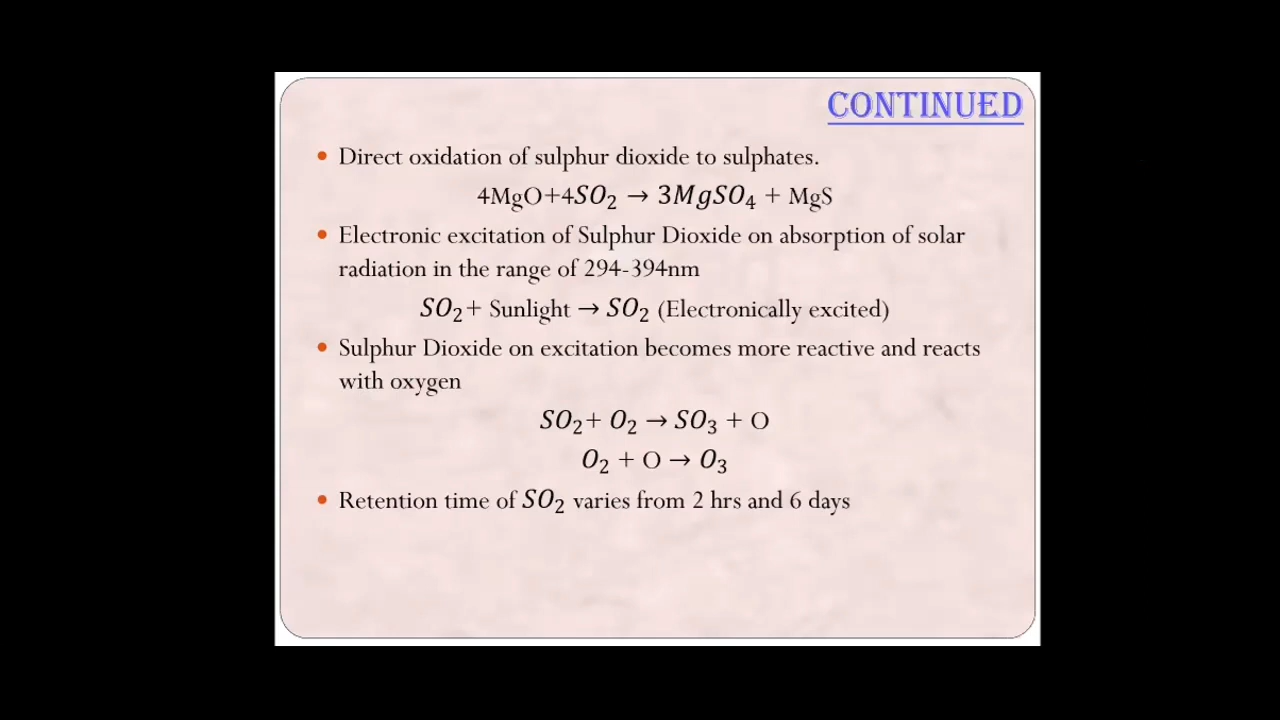 CONTINUED
• Direct oxidation of sulphur dioxide to sulphates.
4MgO+4SO₂ → 3MgSO₄ + MgS
• Electronic excitation of Sulphur Dioxide on absorption of solar
radiation in the range of 294-394nm
SO₂+ Sunlight → SO₂ (Electronically excited)
• Sulphur Dioxide on excitation becomes more reactive and reacts
with oxygen
SO₂+ O₂ → SO₃ + O
O₂ + O → O₃
• Retention time of SO₂ varies from 2 hrs and 6 days